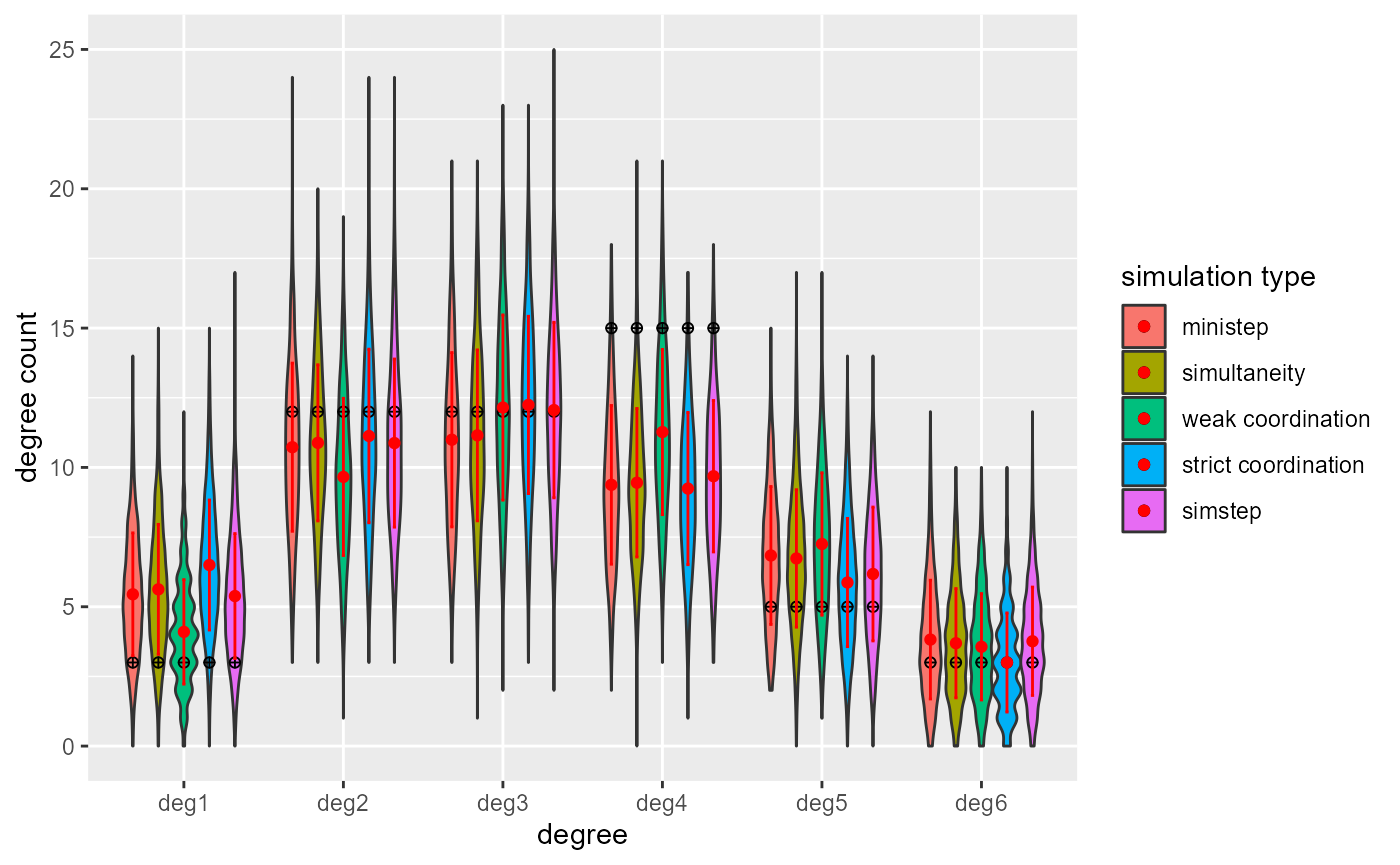 25
20
15
10
5
0
degree count
deg1 deg2 deg3 deg4 deg5 deg6
degree
simulation type
ministep
simultaneity
weak coordination
strict coordination
simstep